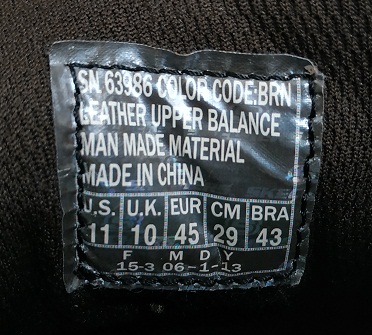 SN 63986 COLOR CODE:BRN
LEATHER UPPER BALANCE
MAN MADE MATERIAL
MADE IN CHINA
U.S. U.K. EUR CM BRA
11 10 45 29 43
F M D Y
15-3 06-1-13